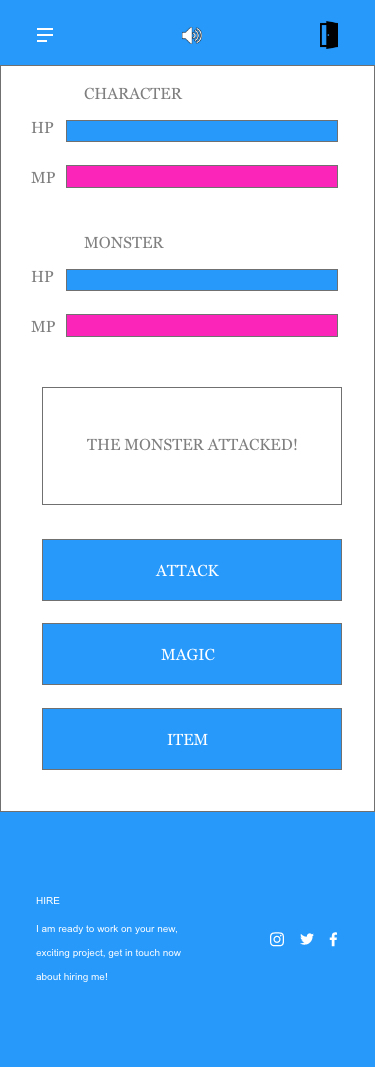 CHARACTER
HP
MP
MONSTER
HP
MP
THE MONSTER ATTACKED!
ATTACK
MAGIC
ITEM
HIRE
I am ready to work on your new,
exciting project, get in touch now
about hiring me!